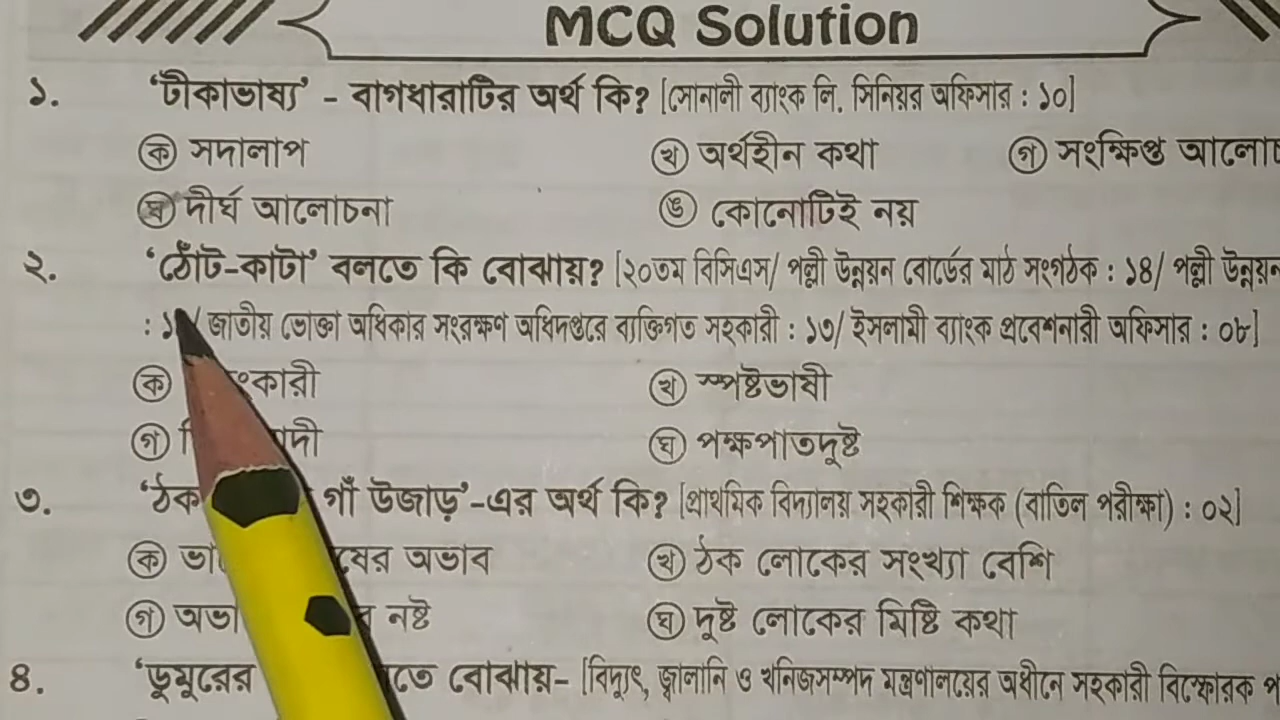 MCQ Solution
১. ‘টীকাভাষ্য’ - বাগধারাটির অর্থ কি? [সোনালী ব্যাংক লি. সিনিয়র অফিসার : ১০]
ক সদালাপ খ অর্থহীন কথা গ সংক্ষিপ্ত
ঘ দীর্ঘ আলোচনা ঙ কোনোটিই নয়
২. ‘ঠোঁট-কাটা’ বলতে কি বোঝায়? [২০তম বিসিএস/ পল্লী উন্নয়ন বোর্ডের মাঠ সংগঠক : ১৪/ পল্লী উন্নয়ন
জাতীয় ভোক্তা অধিকার সংরক্ষণ অধিদপ্তরে ব্যক্তিগত সহকারী : ১৩/ ইসলামী ব্যাংক প্রবেশনারী অফিসার : ০৮]
ক খ স্পষ্টভাষী
গ ঘ পক্ষপাতদুষ্ট
৩. ‘ঠক গাঁ উজাড়’-এর অর্থ কি? [প্রাথমিক বিদ্যালয় সহকারী শিক্ষক (বাতিল পরীক্ষা) : ০২]
ক অভাব খ ঠক লোকের সংখ্যা বেশি
গ নষ্ট ঘ দুষ্ট লোকের মিষ্টি কথা
৪. ‘ডুমুরের বোঝায়- [বিদ্যুৎ, জ্বালানি ও খনিজসম্পদ মন্ত্রণালয়ের অধীনে সহকারী বিস্ফোরক